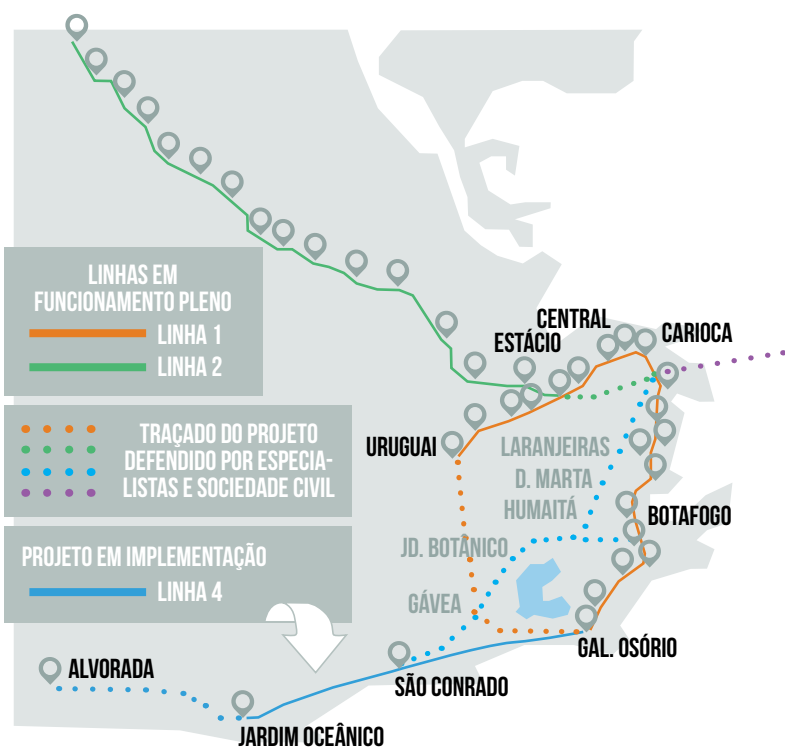 LINHAS EM
FUNCIONAMENTO PLENO
LINHA 1
LINHA 2
TRAÇADO DO PROJETO
DEFENDIDO POR ESPECIA-
LISTAS E SOCIEDADE CIVIL
PROJETO EM IMPLEMENTAÇÃO
LINHA 4
CENTRAL
CARIOCA
ESTÁCIO
URUGUAI
LARANJEIRAS
D. MARTA
HUMAITÁ
BOTAFOGO
JD. BOTÂNICO
GÁVEA
GAL. OSÓRIO
ALVORADA
SÃO CONRADO
JARDIM OCEÂNICO